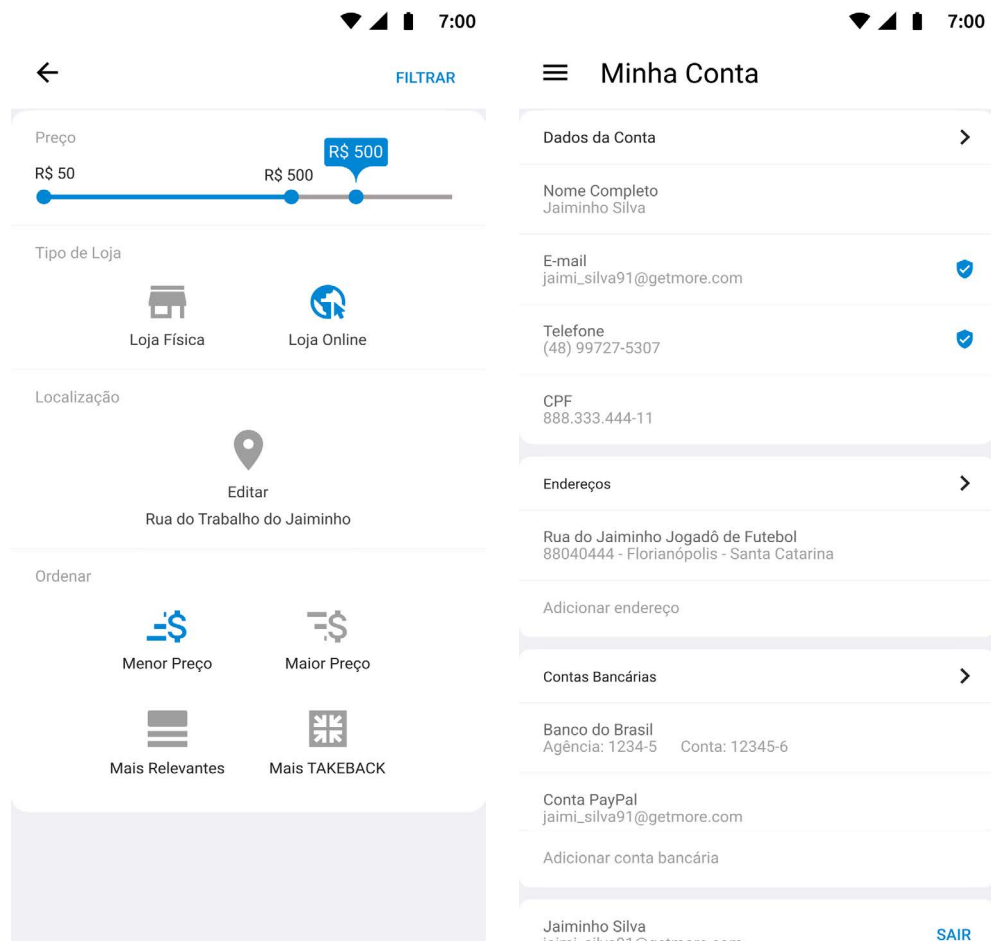 7:00
FILTRAR
Preço
R$ 500
R$ 50
R$ 500
Tipo de Loja
Loja Física
Loja Online
Localização
Editar
Rua do Trabalho do Jaiminho
Ordenar
Menor Preço
Maior Preço
Mais Relevantes
Mais TAKEBACK
7:00
Minha Conta
Dados da Conta
Nome Completo
Jaiminho Silva
E-mail
jaimi_silva91@getmore.com
Telefone
(48) 99727-5307
CPF
888.333.444-11
Endereços
Rua do Jaiminho Jogadô de Futebol
88040444 - Florianópolis - Santa Catarina
Adicionar endereço
Contas Bancárias
Banco do Brasil
Agência: 1234-5 Conta: 12345-6
Conta PayPal
jaimi_silva91@getmore.com
Adicionar conta bancária
Jaiminho Silva
SAIR